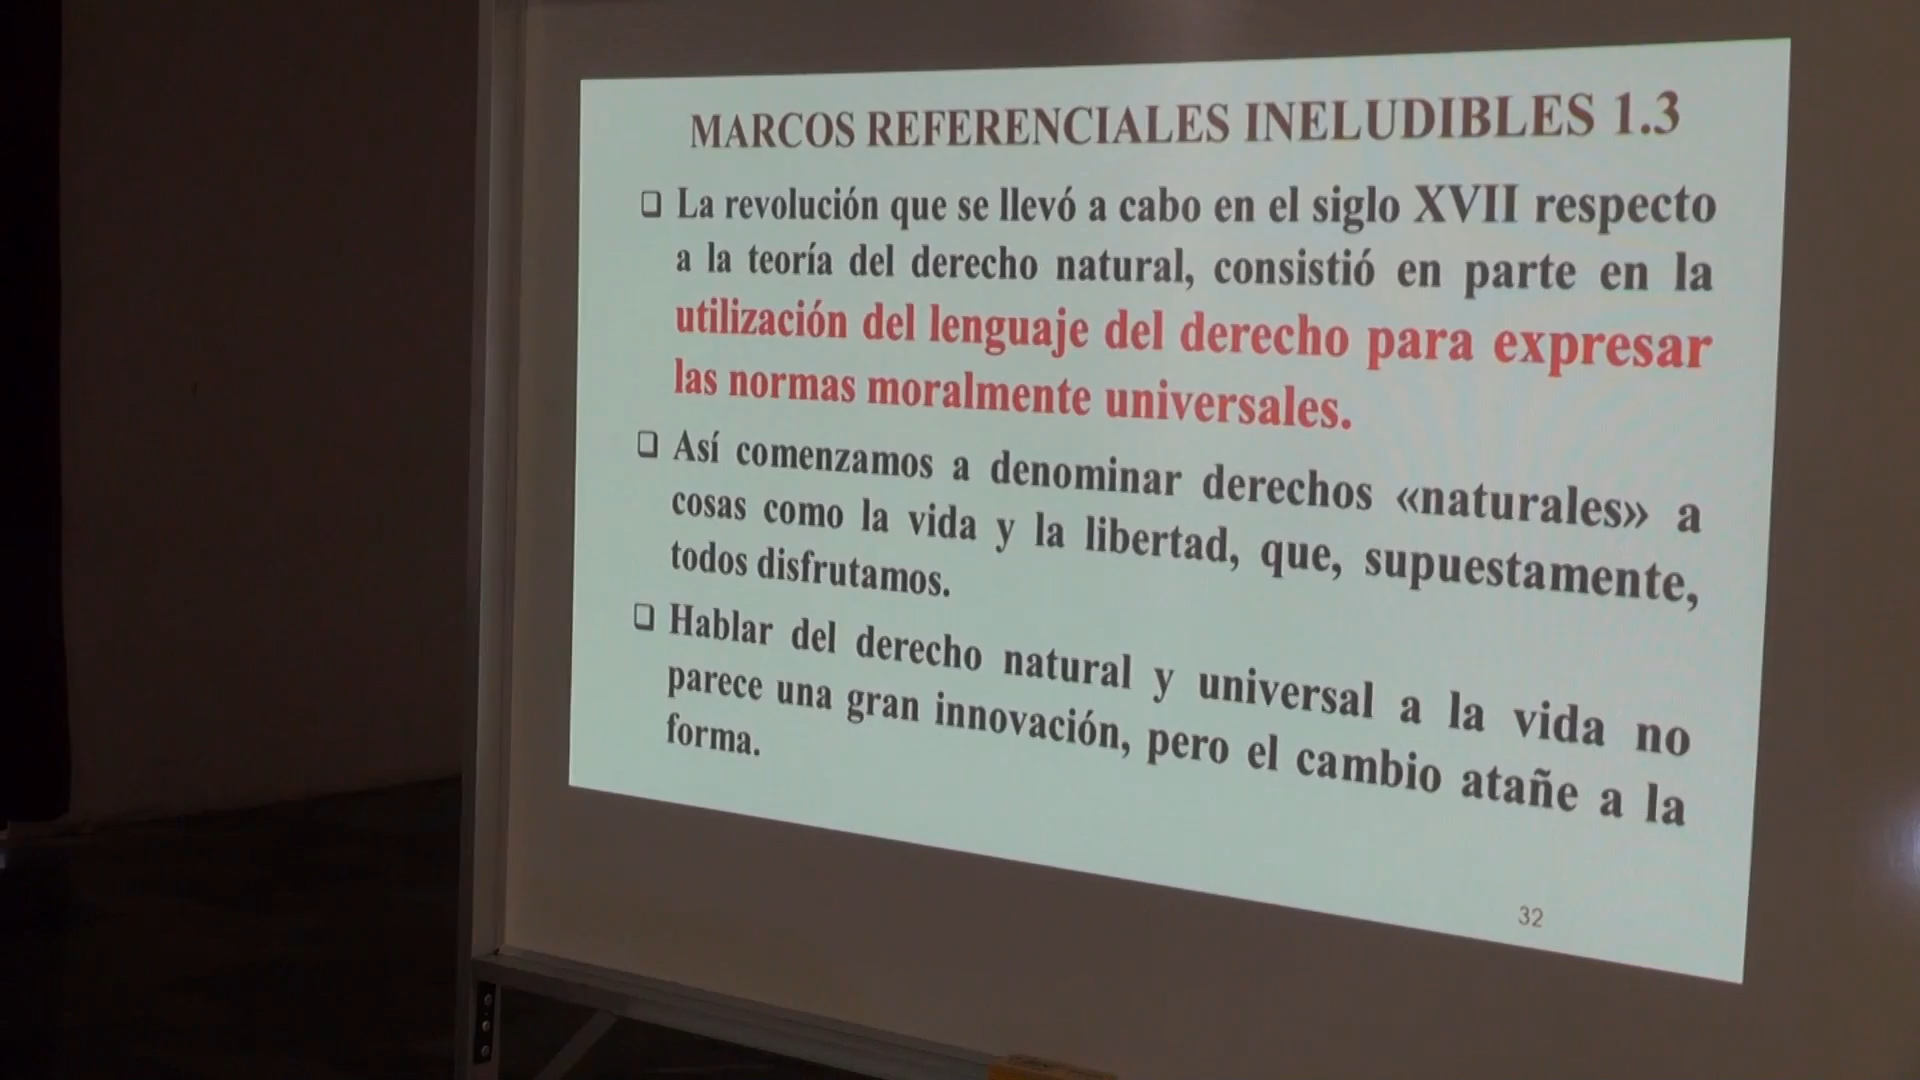 MARCOS REFERENCIALES INELUDIBLES 1.3
La revolución que se llevó a cabo en el siglo XVII respecto
a la teoría del derecho natural, consistió en parte en la
utilización del lenguaje del derecho para expresar
las normas moralmente universales.
Así comenzamos a denominar derechos «naturales» a
cosas como la vida y la libertad, que, supuestamente,
todos disfrutamos.
Hablar del derecho natural y universal a la vida no
parece una gran innovación, pero el cambio atañe a la
forma.
32